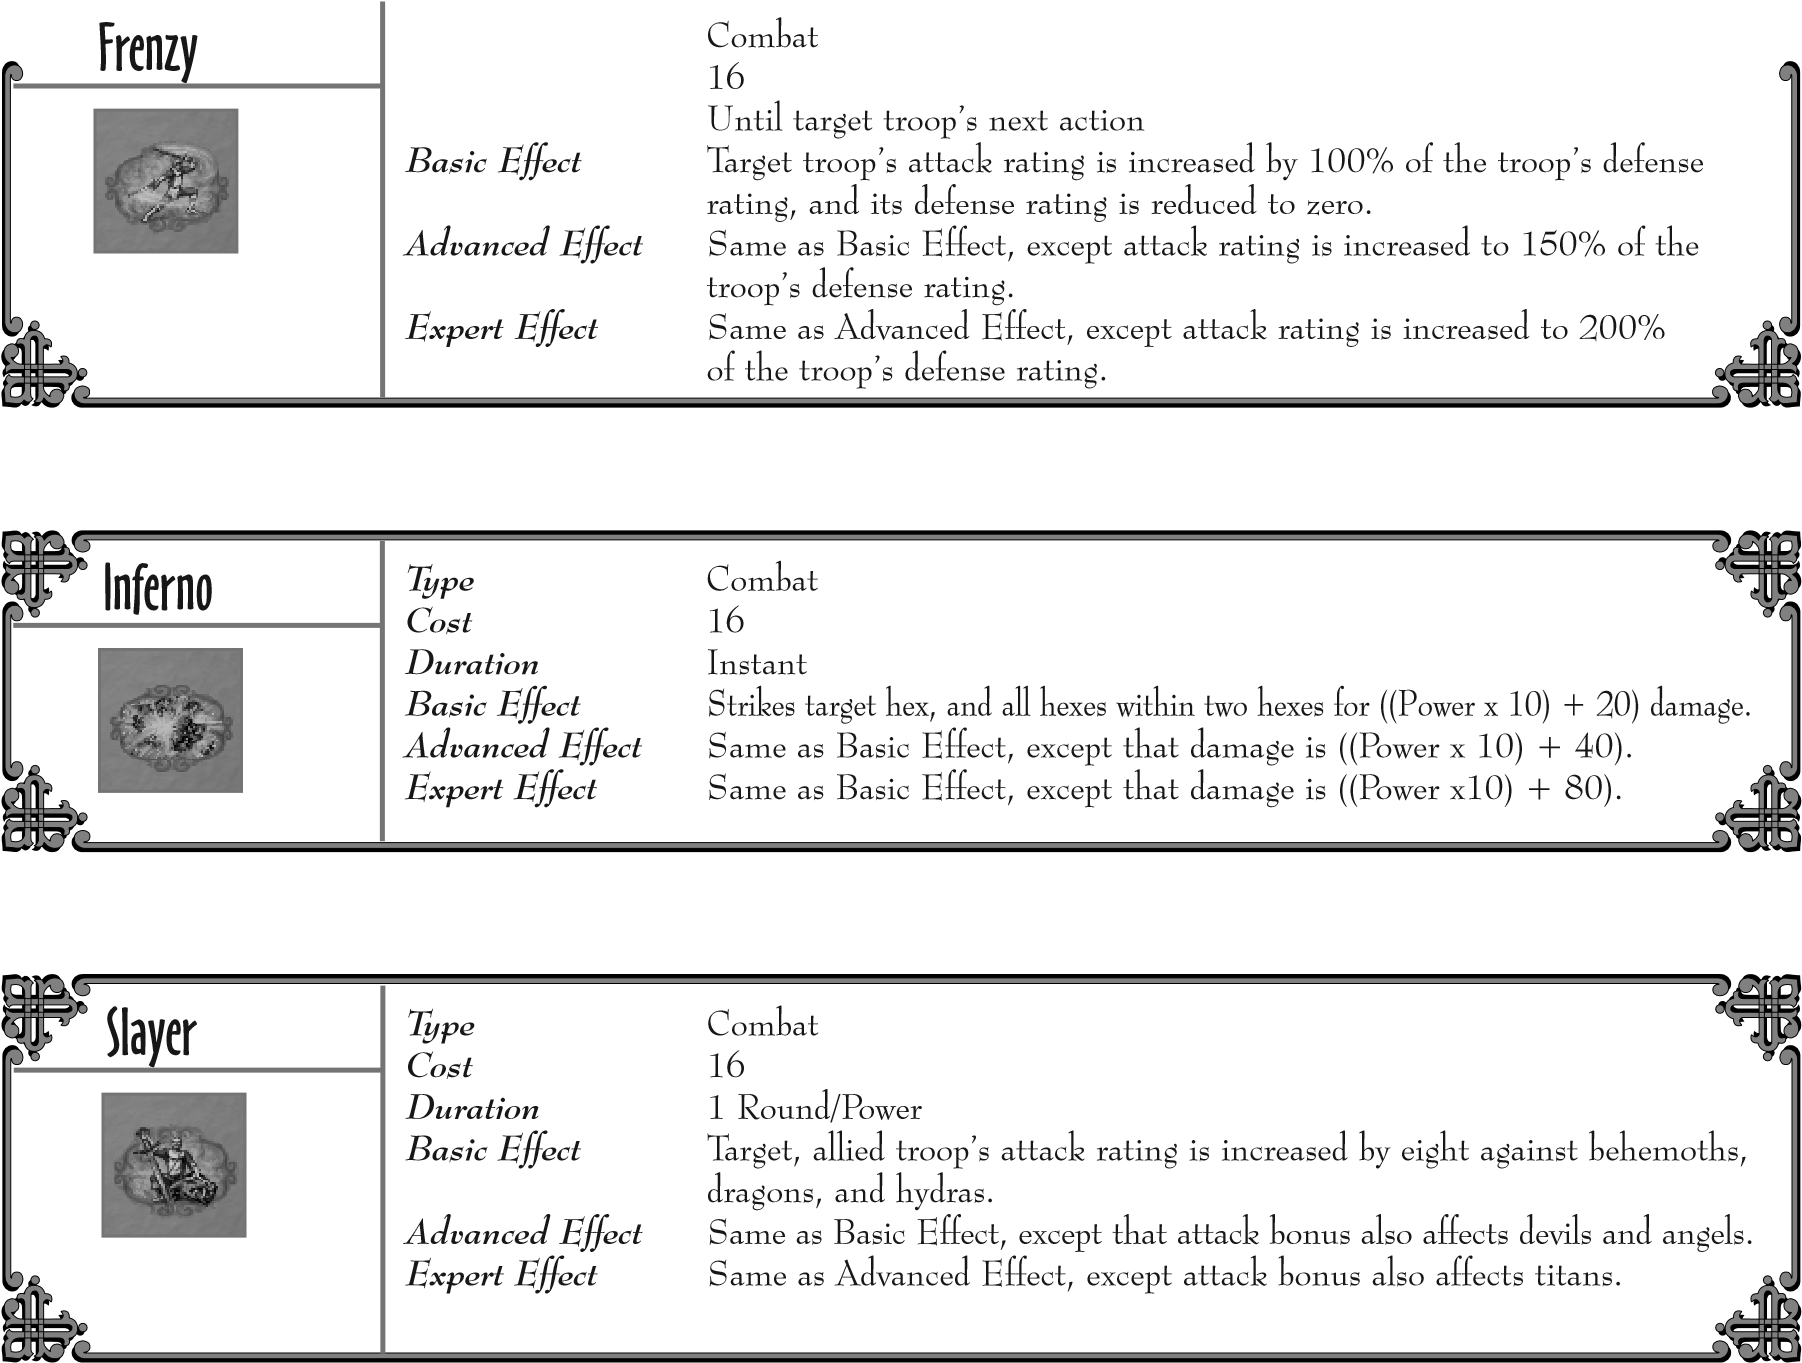 Frenzy
Combat
16
Until target troop's next action
Basic Effect Target troop's attack rating is increased by 100% of the troop's defense
rating, and its defense rating is reduced to zero.
Advanced Effect Same as Basic Effect, except attack rating is increased to 150% of the
troop's defense rating.
Expert Effect Same as Advanced Effect, except attack rating is increased to 200%
of the troop's defense rating.
Inferno
Type Combat
Cost 16
Duration Instant
Basic Effect Strikes target hex, and all hexes within two hexes for ((Power x 10) + 20) damage.
Advanced Effect Same as Basic Effect, except that damage is ((Power x 10) + 40).
Expert Effect Same as Basic Effect, except that damage is ((Power x10) + 80).
Slayer
Type Combat
Cost 16
Duration 1 Round/Power
Basic Effect Target, allied troop's attack rating is increased by eight against behemoths,
dragons, and hydras.
Advanced Effect Same as Basic Effect, except that attack bonus also affects devils and angels.
Expert Effect Same as Advanced Effect, except attack bonus also affects titans.